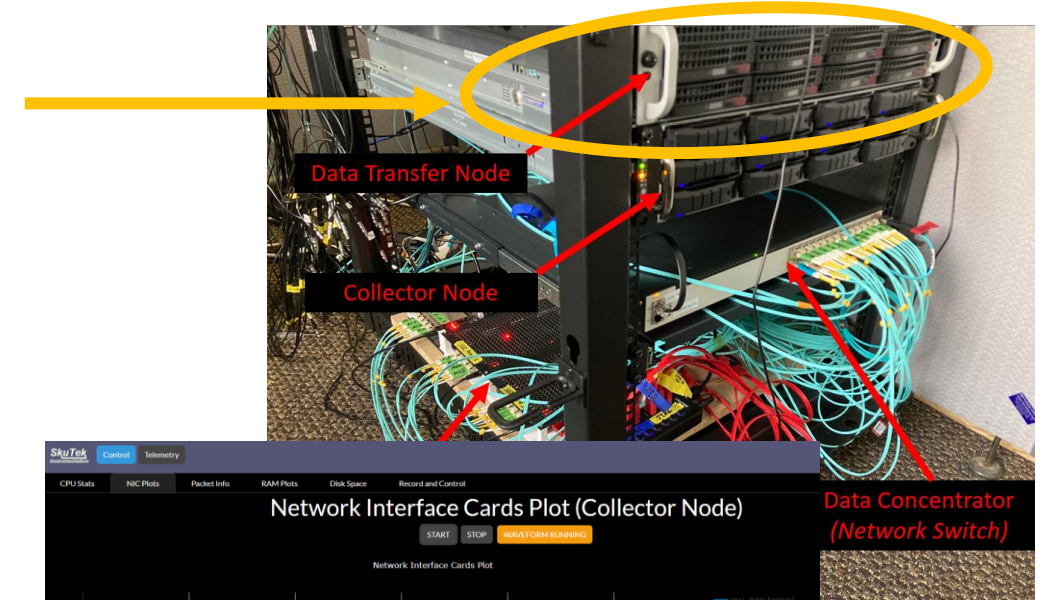 Data Transfer Node
Collector Node
Data Concentrator
(Network Switch)
SkuTek
Instrumentation
Control
Telemetry
CPU Stats
NIC Plots
Packet Info
RAM Plots
Disk Space
Record and Control
Network Interface Cards Plot (Collector Node)
START
STOP
WAVEFORM RUNNING
Network Interface Cards Plot